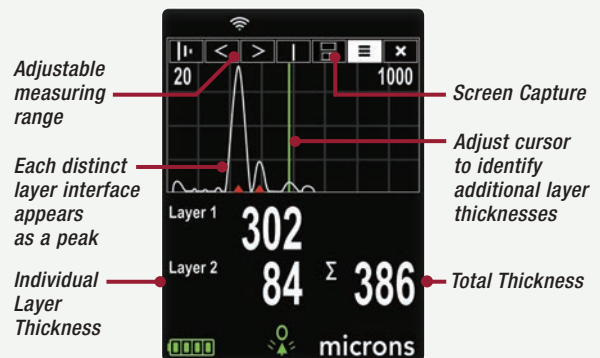 < > | ≡ ×
20 1000
Adjustable
measuring
range
Screen Capture
Each distinct
layer interface
appears
as a peak
Adjust cursor
to identify
additional layer
thicknesses
Layer 1 302
Layer 2 84 Σ 386
Individual
Layer
Thickness
Total Thickness
microns